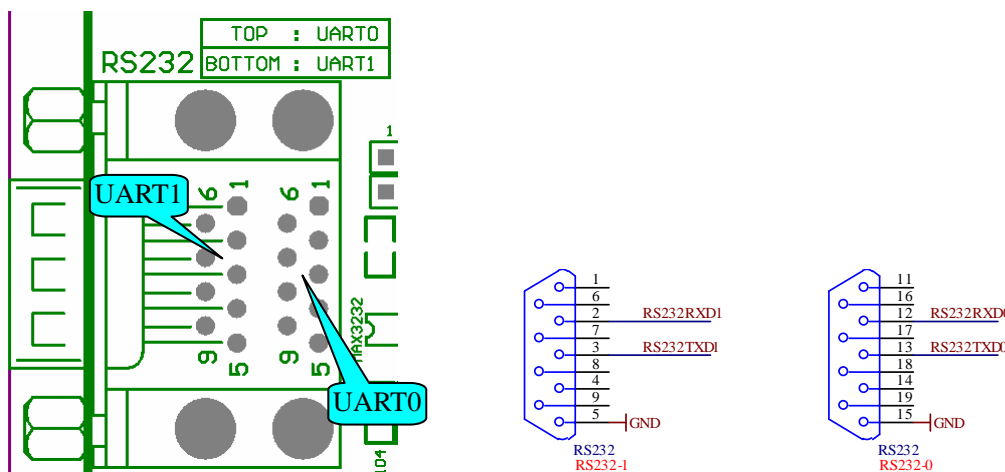 TOP : UART0
RS232
BOTTOM : UART1
1
UART1
6
1
6
1
MAX3232
9
5
9
5
UART0
104
1
6
2
RS232RXD1
7
3
RS232TXD1
8
4
9
5
GND
RS232
RS232-1
11
16
12
RS232RXD0
17
13
RS232TXD0
18
14
19
15
GND
RS232
RS232-0